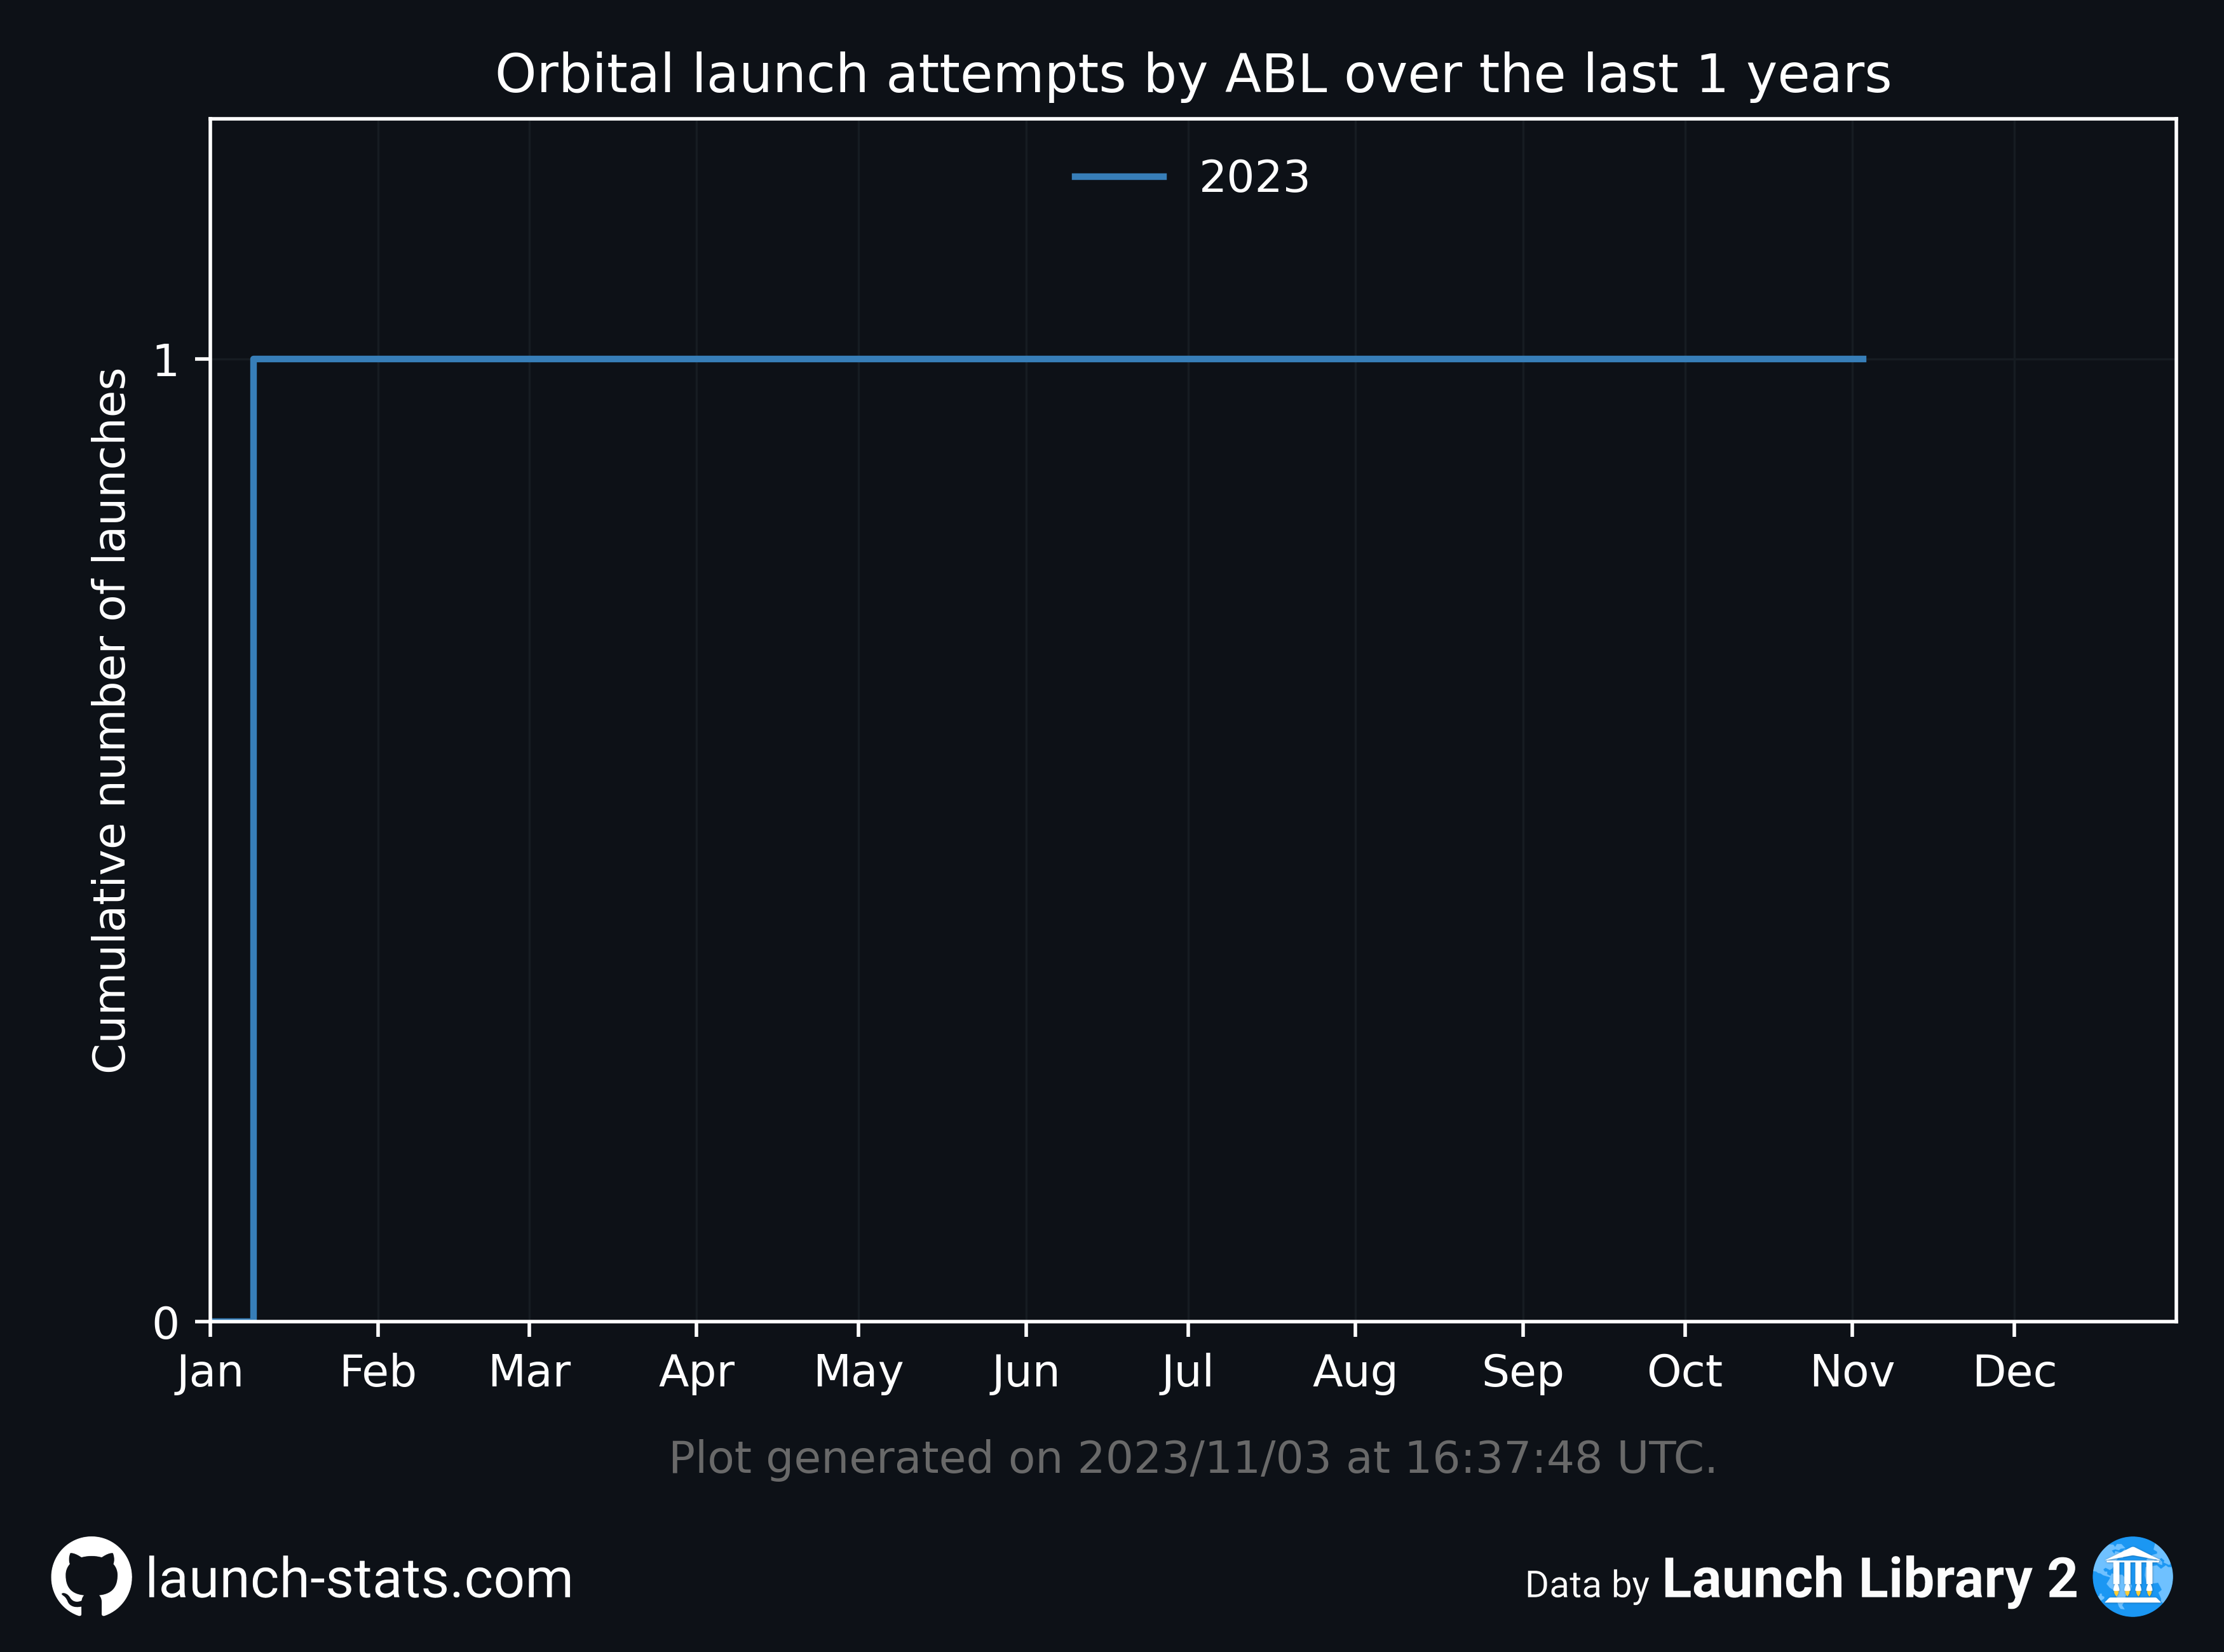 Orbital launch attempts by ABL over the last 1 years
2023
Cumulative number of launches
1
0
Jan Feb Mar Apr May Jun Jul Aug Sep Oct Nov Dec
Plot generated on 2023/11/03 at 16:37:48 UTC.
launch-stats.com
Data by Launch Library 2